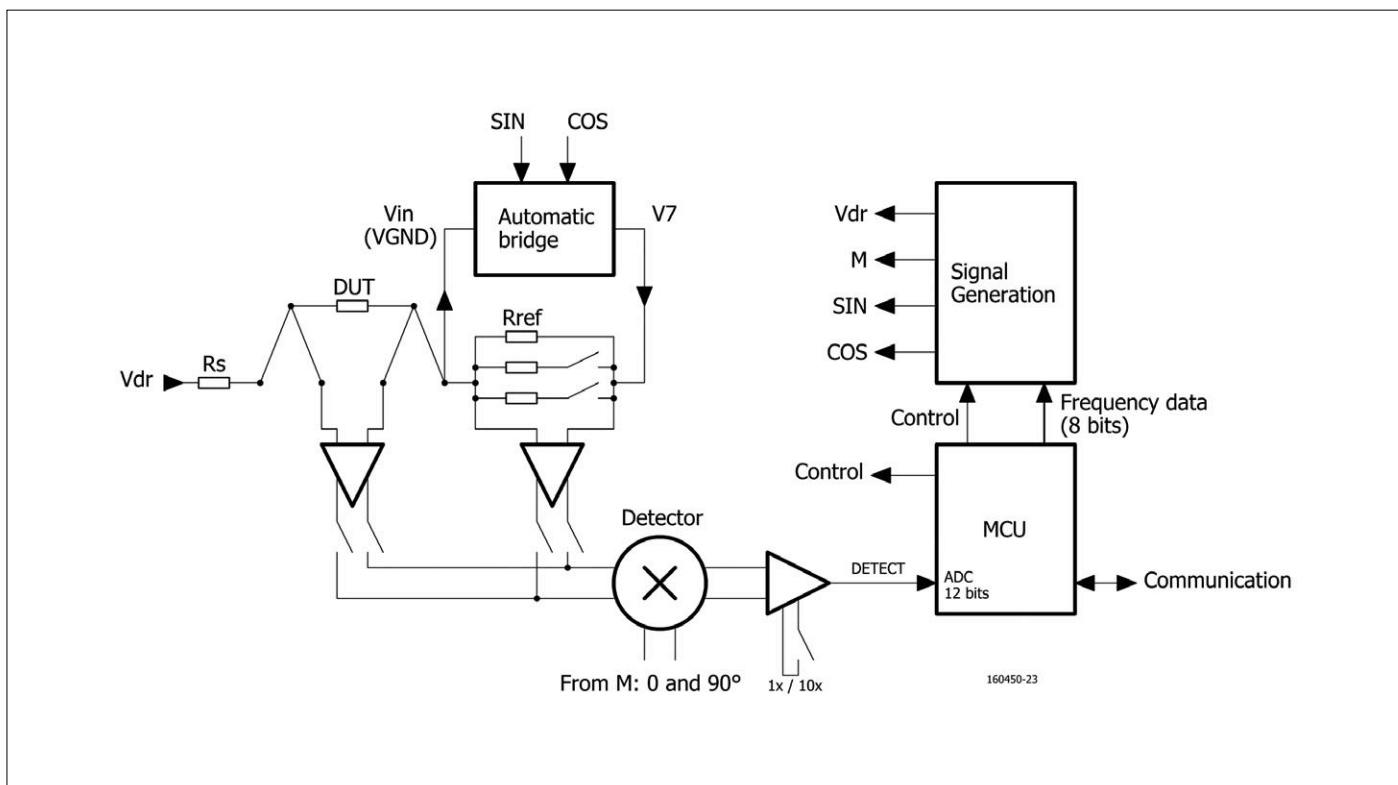 SIN
COS
Vin
(VGND)
Automatic
bridge
V7
DUT
Rref
Vdr
Rs
Detector
From M: 0 and 90°
1x / 10x
DETECT
Vdr
M
SIN
COS
Signal
Generation
Control
Frequency data
(8 bits)
Control
MCU
ADC
12 bits
Communication
160450-23